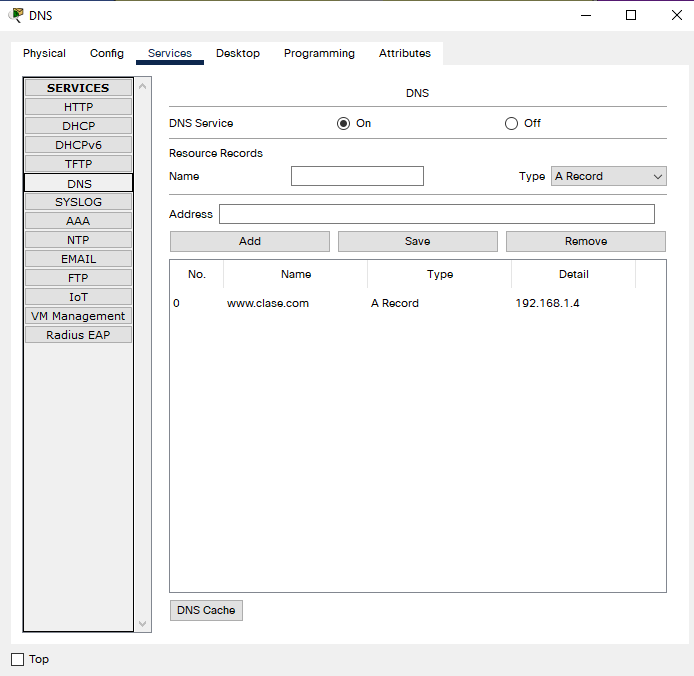 DNS
Physical Config Services Desktop Programming Attributes
SERVICES
HTTP
DHCP
DHCPv6
TFTP
DNS
SYSLOG
AAA
NTP
EMAIL
FTP
IoT
VM Management
Radius EAP
DNS
DNS Service On Off
Resource Records
Name Type A Record
Address
Add Save Remove
No. Name Type Detail
0 www.clase.com A Record 192.168.1.4
DNS Cache
Top